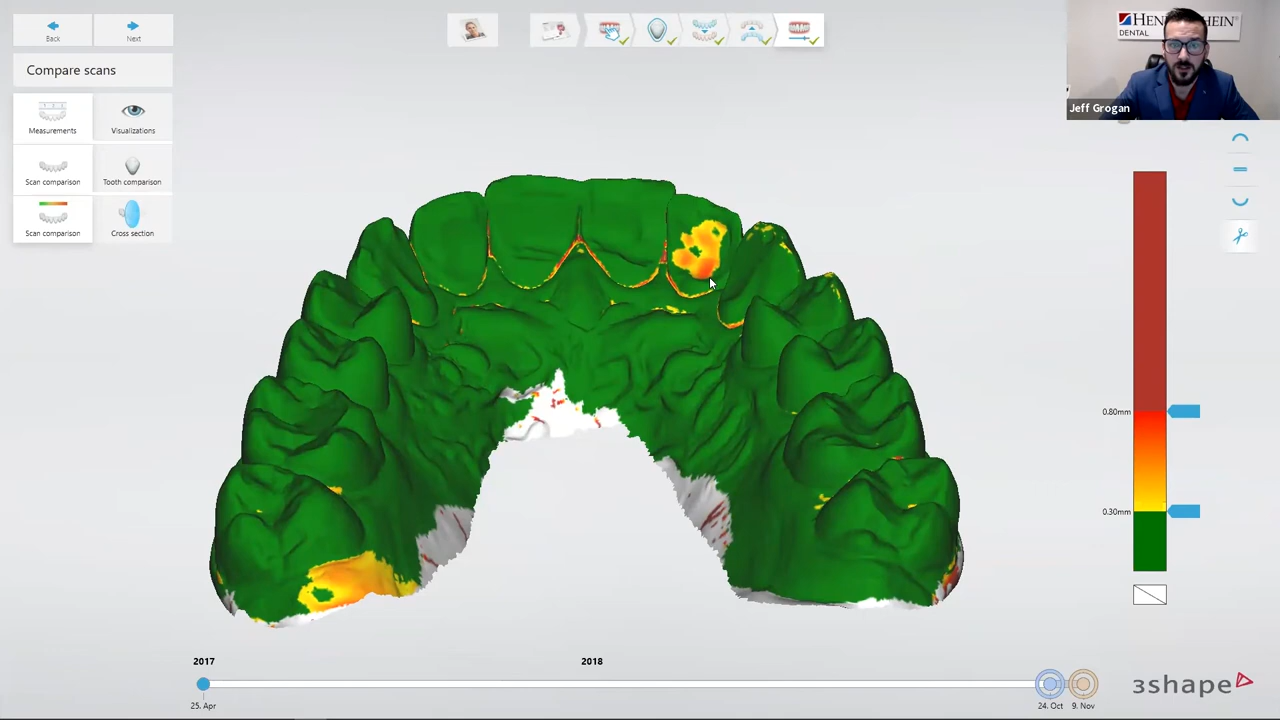 Back
Next
Compare scans
Measurements
Visualizations
Scan comparison
Tooth comparison
Scan comparison
Cross section
DENTAL
Jeff Grogan
0.80mm
0.30mm
2017
2018
25. Apr
24. Oct
9. Nov
3shape